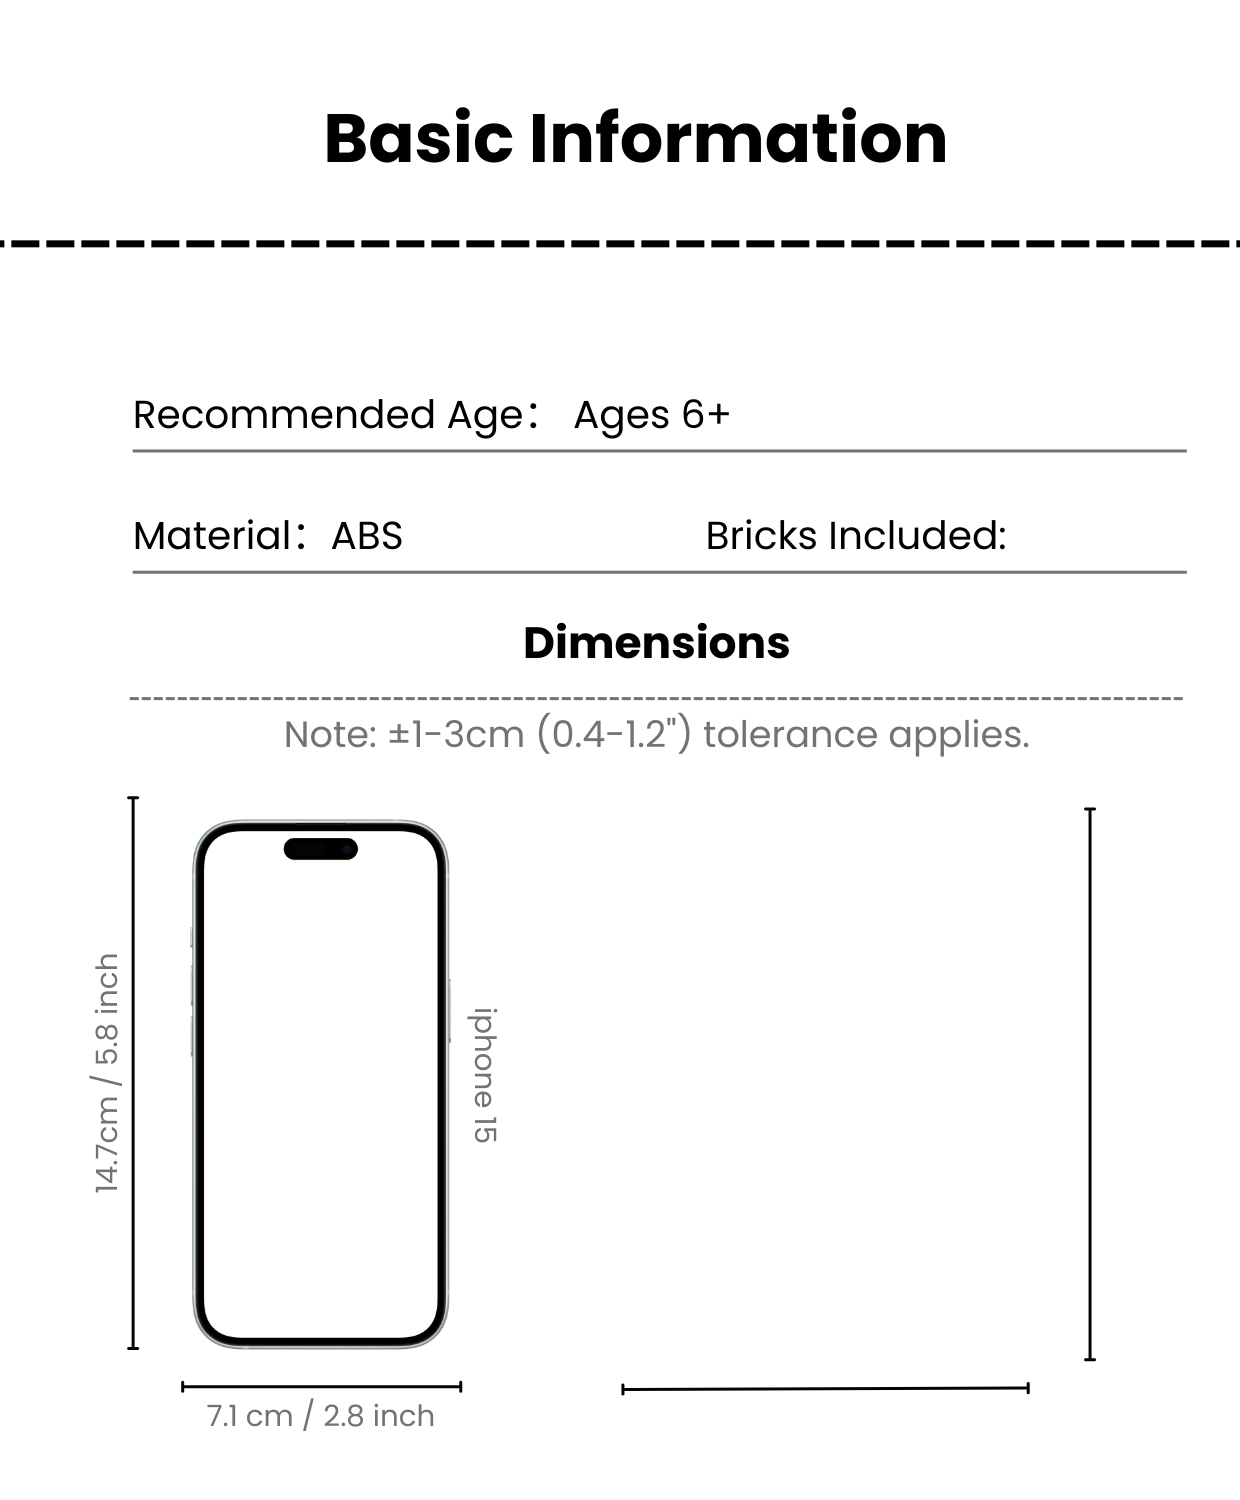 Basic Information
Recommended Age： Ages 6+
Material：ABS Bricks Included:
Dimensions
Note: ±1-3cm (0.4-1.2") tolerance applies.
14.7cm / 5.8 inch
iphone 15
7.1 cm / 2.8 inch